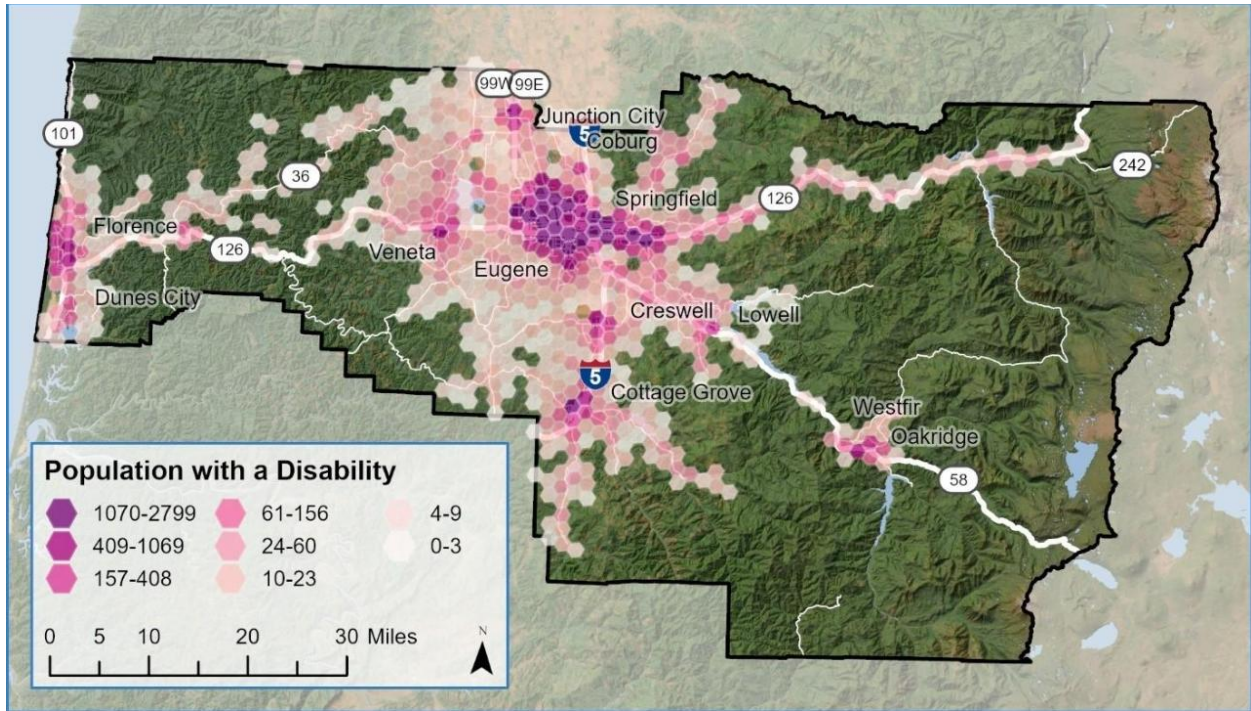 99W 99E
Junction City
5
Coburg
101
242
36
Springfield
126
Florence
126
Veneta
Eugene
Dunes City
Creswell
Lowell
5
Cottage Grove
Westfir
Oakridge
58
Population with a Disability
1070-2799 61-156 4-9
409-1069 24-60 0-3
157-408 10-23
0 5 10 20 30 Miles
N